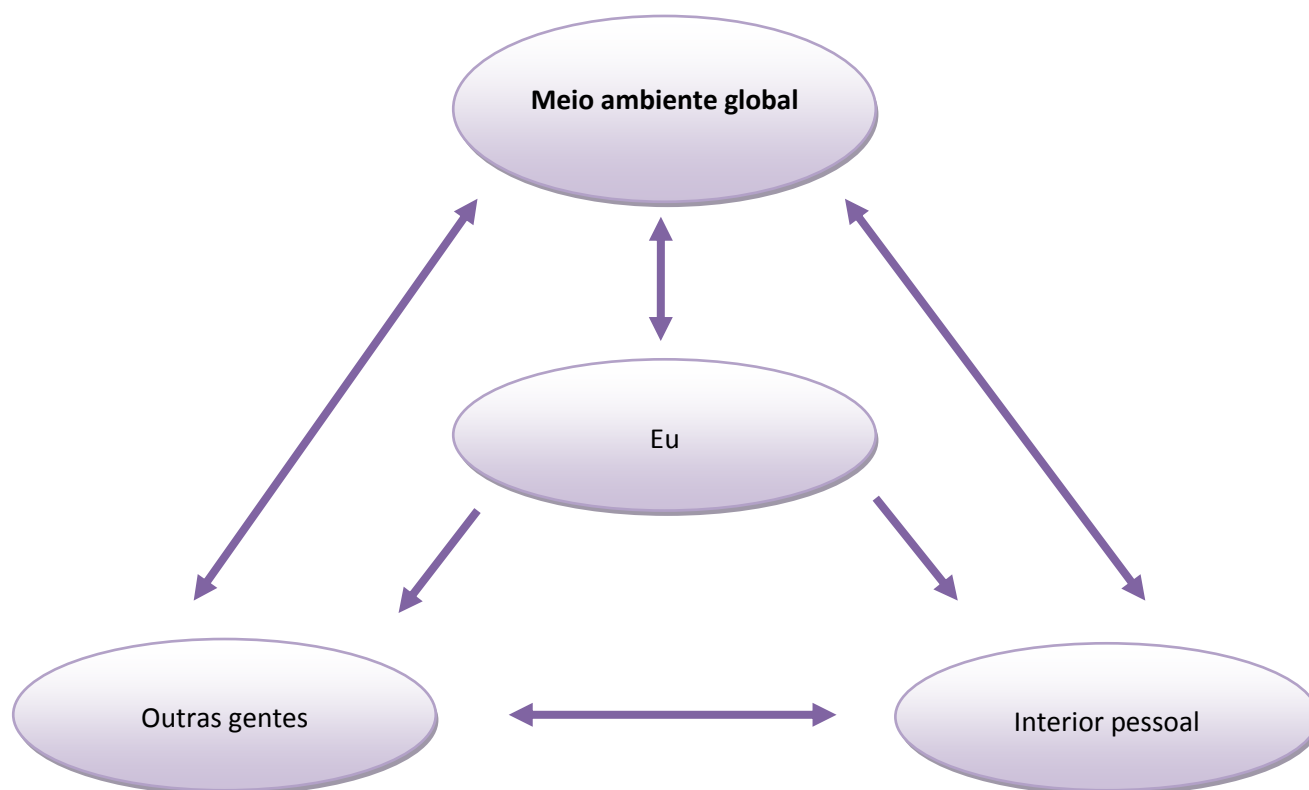 Meio ambiente global
Eu
Outras gentes
Interior pessoal